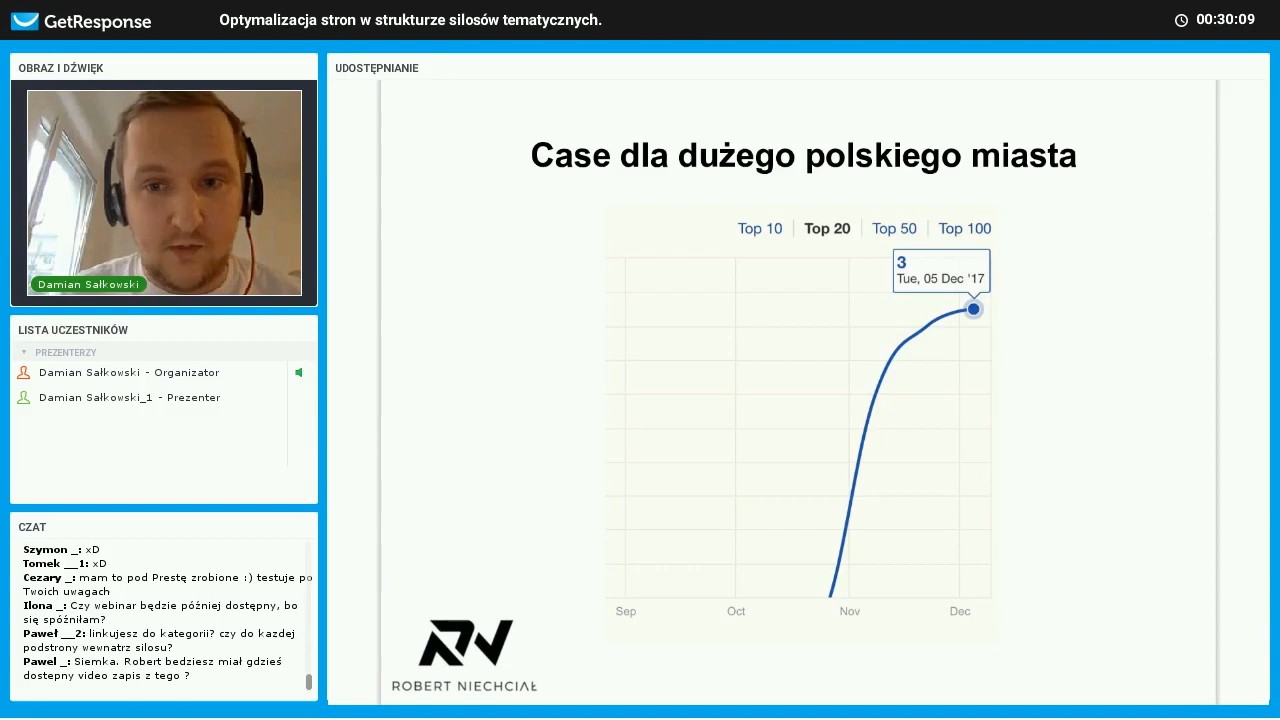 GetResponse
Optymalizacja stron w strukturze silosów tematycznych.
00:30:09
OBRAZ I DŹWIĘK
Damian Sałkowski
LISTA UCZESTNIKÓW
PREZENTERZY
Damian Sałkowski - Organizator
Damian Sałkowski_1 - Prezenter
CZAT
Szymon _: xD
Tomek __1: xD
Cezary _: mam to pod Prestę zrobione :) testuje po
Twoich uwagach
Ilona _: Czy webinar będzie później dostępny, bo
się spóźniłam?
Paweł __2: linkujesz do kategorii? czy do kazdej
podstrony wewnatrz silosu?
Pawel _: Siemka. Robert bedziesz miał gdzieś
dostepny video zapis z tego ?
UDOSTĘPNIANIE
Case dla dużego polskiego miasta
Top 10 Top 20 Top 50 Top 100
3
Tue, 05 Dec '17
Sep Oct Nov Dec
ROBERT NIECHCIAŁ